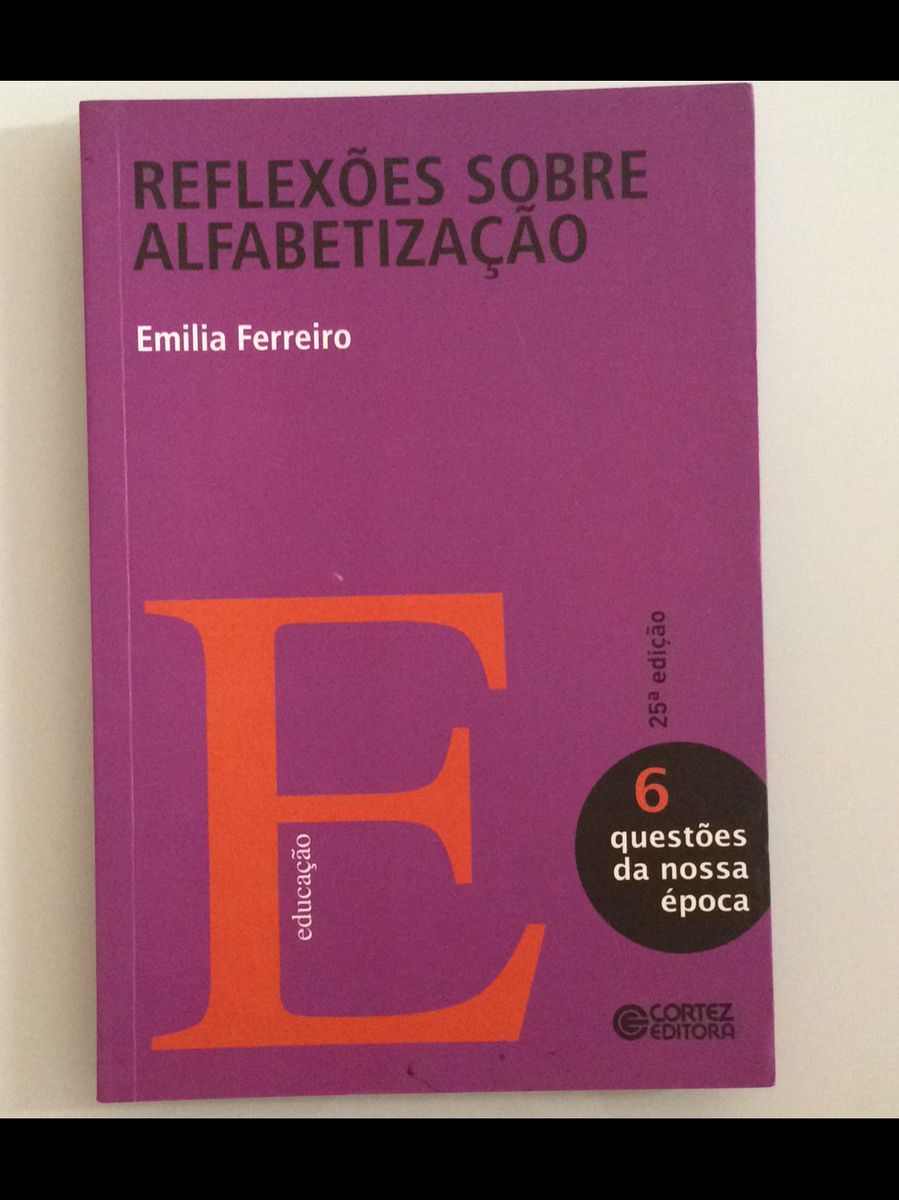 REFLEXÕES SOBRE
ALFABETIZAÇÃO
Emilia Ferreiro
E
educação
25ª edição
6
questões
da nossa
época
CORTEZ
EDITORA